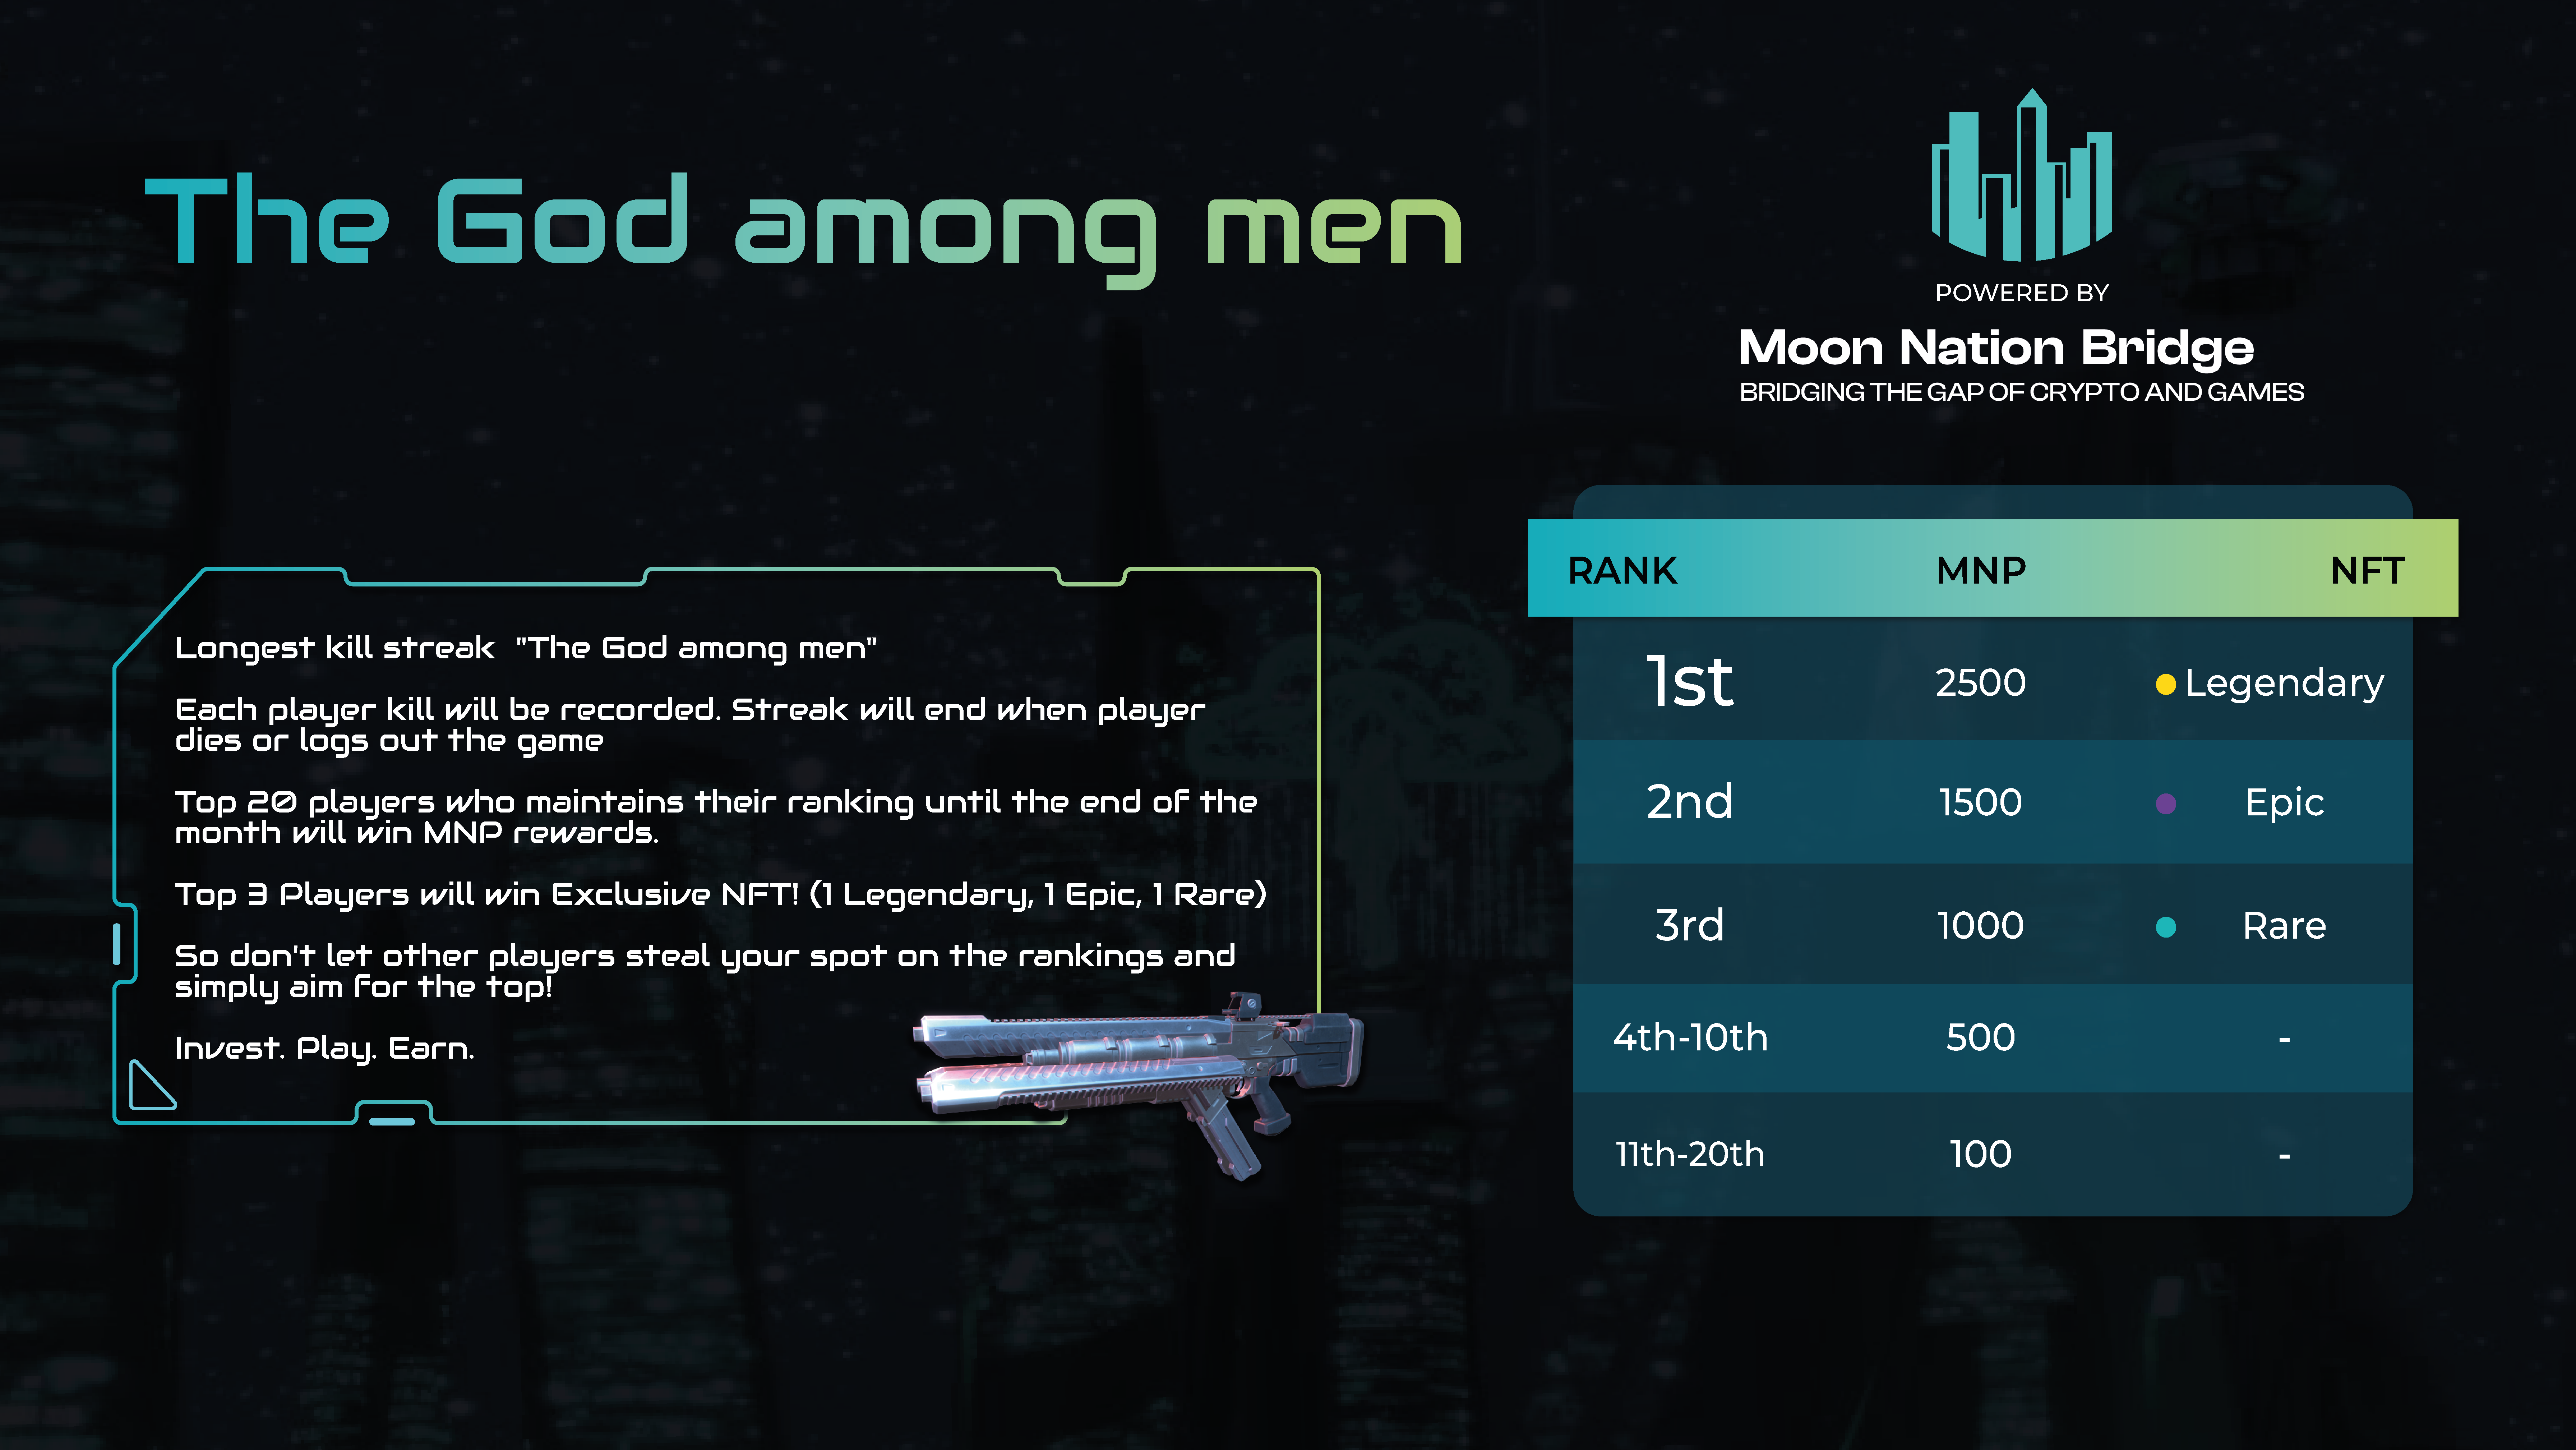 The God among men
POWERED BY
Moon Nation Bridge
BRIDGING THE GAP OF CRYPTO AND GAMES
Longest kill streak  "The God among men"
Each player kill will be recorded. Streak will end when player
dies or logs out the game
Top 20 players who maintains their ranking until the end of the
month will win MNP rewards.
Top 3 Players will win Exclusive NFT! (1 Legendary, 1 Epic, 1 Rare)
So don't let other players steal your spot on the rankings and
simply aim for the top!
Invest. Play. Earn.
RANK MNP NFT
1st 2500 Legendary
2nd 1500 Epic
3rd 1000 Rare
4th-10th 500 -
11th-20th 100 -